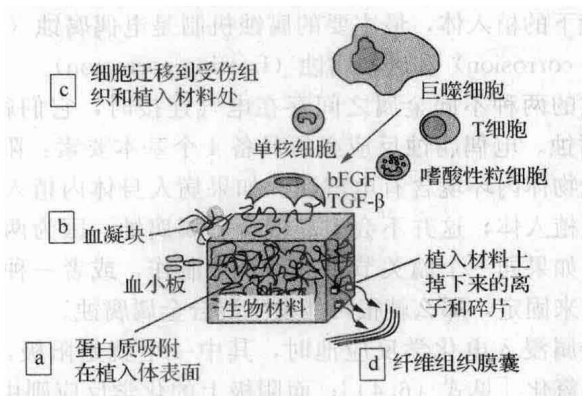 c 细胞迁移到受伤组
织和植入材料处
巨噬细胞
T细胞
单核细胞
嗜酸性粒细胞
bFGF
TGF-β
b 血凝块
血小板
生物材料
植入材料上
掉下来的离
子和碎片
a 蛋白质吸附
在植入体表面
d 纤维组织膜囊